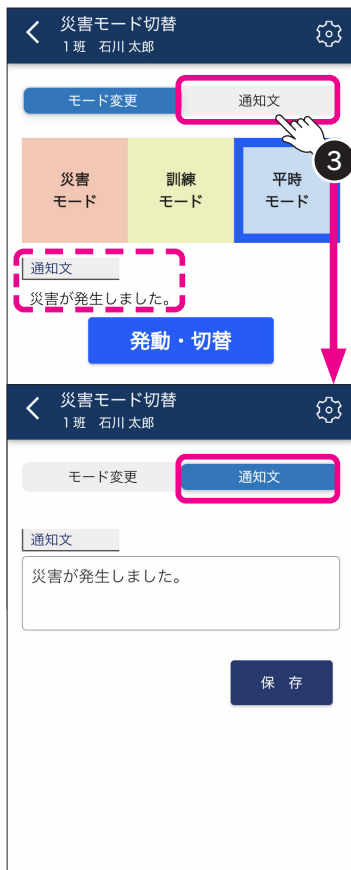 災害モード切替
1班 石川 太郎
モード変更
通知文
3
災害
モード
訓練
モード
平時
モード
通知文
災害が発生しました。
発動・切替
災害モード切替
1班 石川 太郎
モード変更
通知文
通知文
災害が発生しました。
保 存